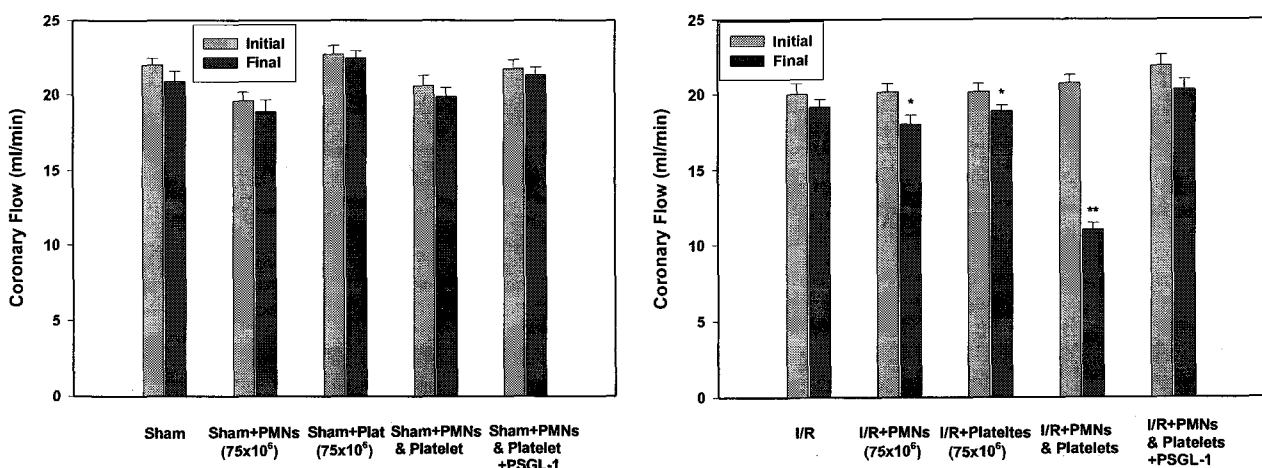 25
20
15
10
5
0
Coronary Flow (ml/min)
Initial
Final
Sham
Sham+PMNs
(75x10⁶)
Sham+Plat
(75x10⁶)
Sham+PMNs
& Platelet
Sham+PMNs
& Platelet
+PSGL-1
25
20
15
10
5
0
Coronary Flow (ml/min)
Initial
Final
*
*
**
I/R
I/R+PMNs
(75x10⁶)
I/R+Plateltes
(75x10⁶)
I/R+PMNs
& Platelets
I/R+PMNs
& Platelets
+PSGL-1